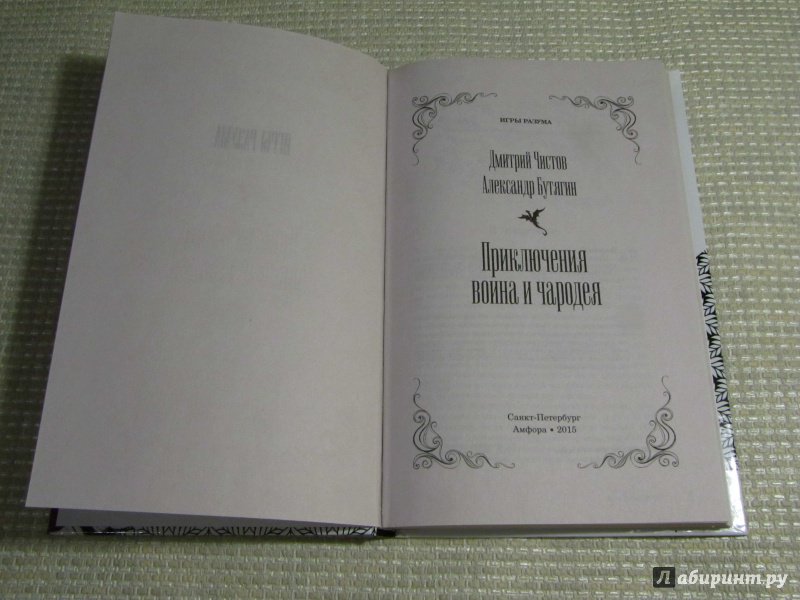 ИГРЫ РАЗУМА
Дмитрий Чистов
Александр Бутягин
Приключения
воина и чародея
Санкт-Петербург
Амфора • 2015
Лабиринт.ру